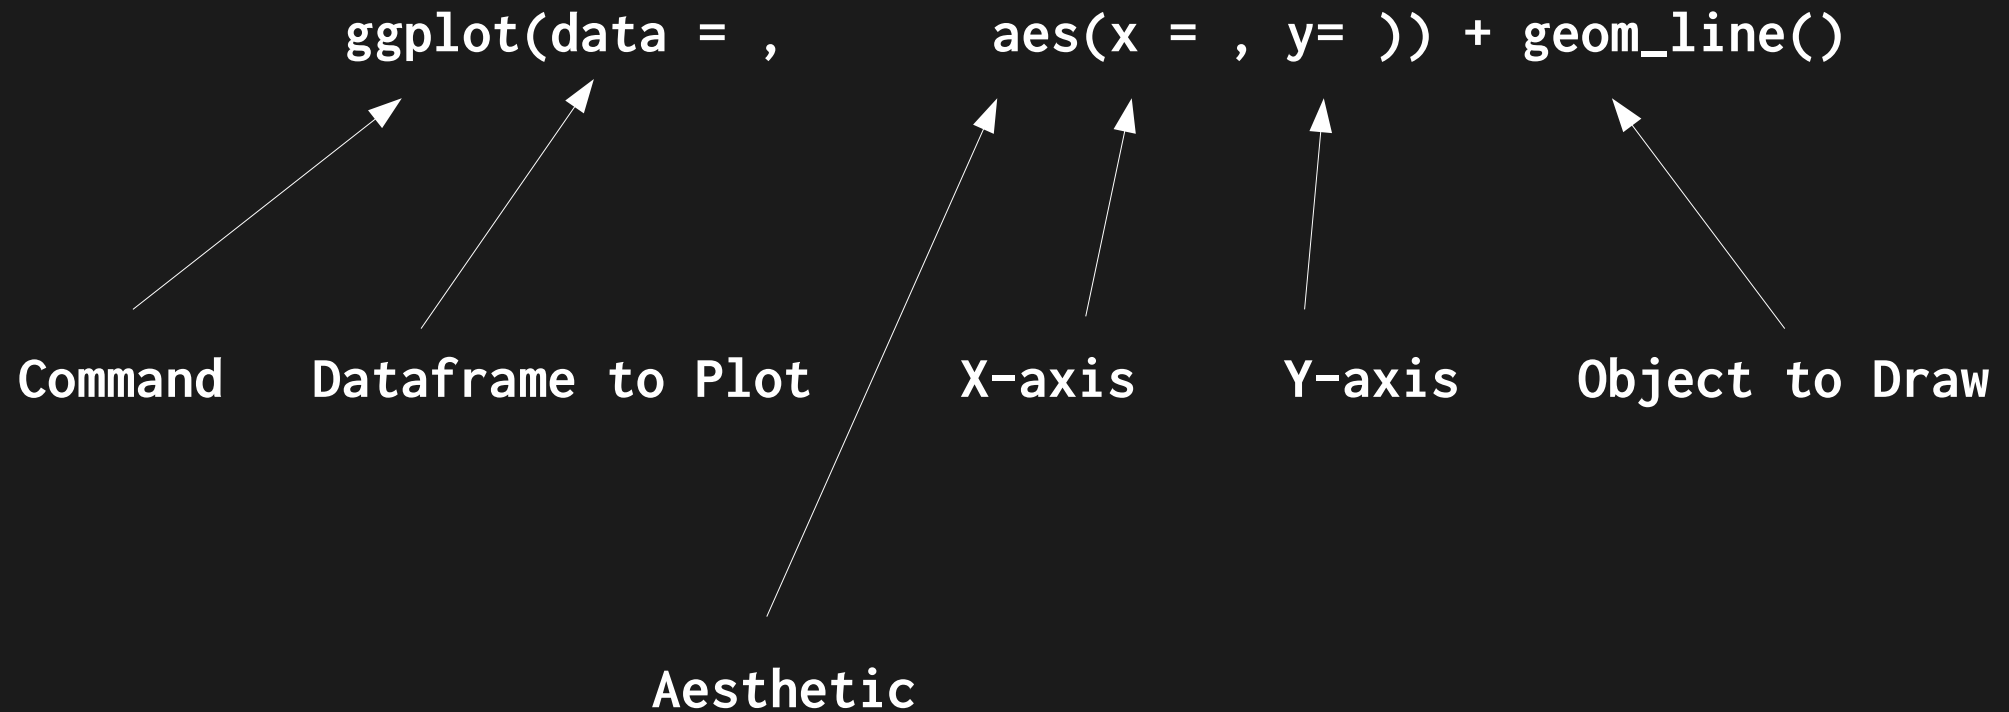 ggplot(data = , aes(x = , y= )) + geom_line()
Command Dataframe to Plot X-axis Y-axis Object to Draw
Aesthetic